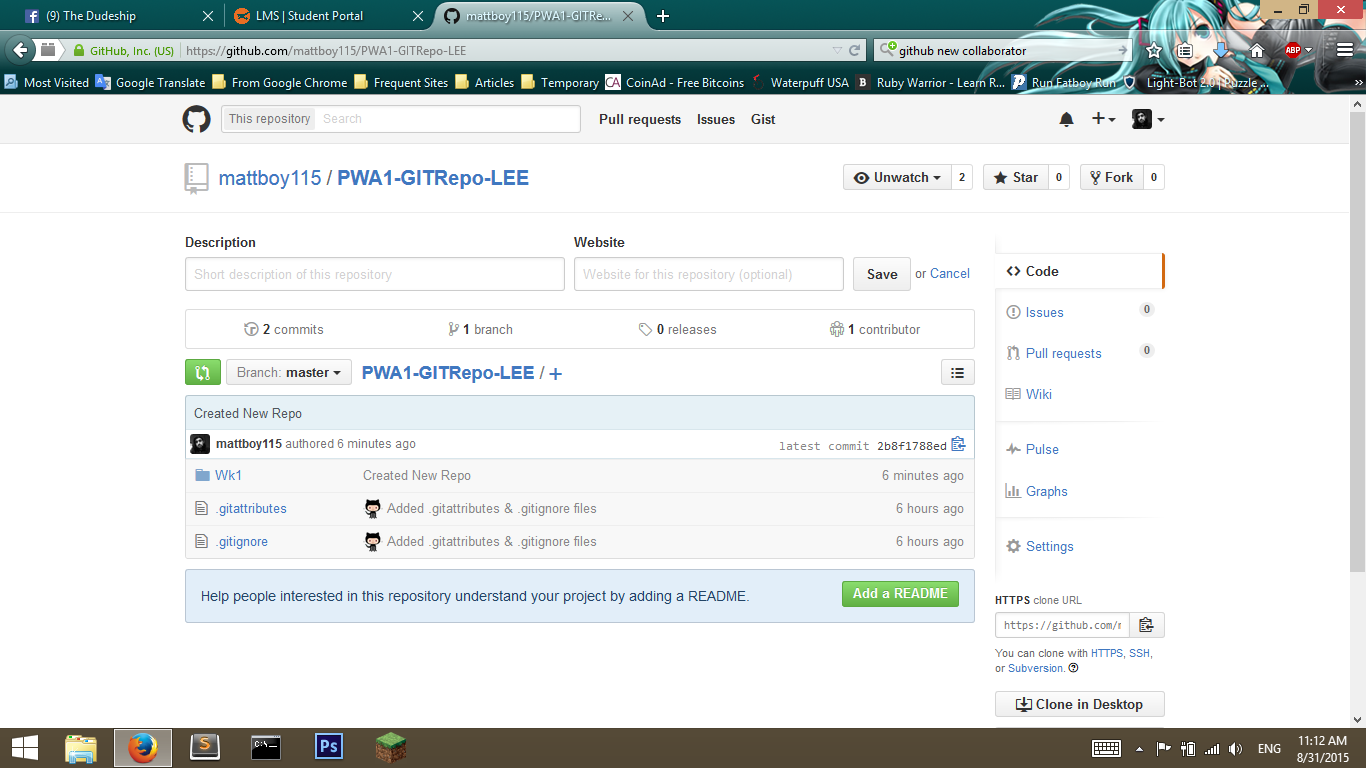 (9) The Dudeship LMS | Student Portal mattboy115/PWA1-GITRe...
GitHub, Inc. (US) https://github.com/mattboy115/PWA1-GITRepo-LEE github new collaborator ABP
Most Visited Google Translate From Google Chrome Frequent Sites Articles Temporary CA CoinAd - Free Bitcoins Waterpuff USA B Ruby Warrior - Learn R... Run Fatboy Run Light-Bot 2.0 | Puzzle ...
This repository Search Pull requests Issues Gist
mattboy115 / PWA1-GITRepo-LEE Unwatch 2 Star 0 Fork 0
Description Website
Short description of this repository Website for this repository (optional) Save or Cancel
2 commits 1 branch 0 releases 1 contributor
Branch: master PWA1-GITRepo-LEE / +
Created New Repo
mattboy115 authored 6 minutes ago latest commit 2b8f1788ed
Wk1 Created New Repo 6 minutes ago
.gitattributes Added .gitattributes & .gitignore files 6 hours ago
.gitignore Added .gitattributes & .gitignore files 6 hours ago
Help people interested in this repository understand your project by adding a README. Add a README
Code
Issues 0
Pull requests 0
Wiki
Pulse
Graphs
Settings
HTTPS clone URL
https://github.com/
You can clone with HTTPS, SSH,
or Subversion.
Clone in Desktop
C:\_ Ps ENG 11:12 AM
8/31/2015